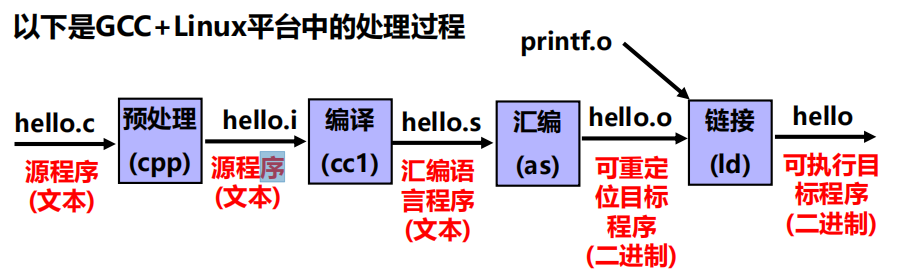 以下是GCC+Linux平台中的处理过程
printf.o
hello.c
预处理
(cpp)
hello.i
编译
(cc1)
hello.s
汇编
(as)
hello.o
链接
(ld)
hello
源程序
(文本)
源程序
(文本)
汇编语
言程序
(文本)
可重定
位目标
程序
(二进制)
可执行目
标程序
(二进制)